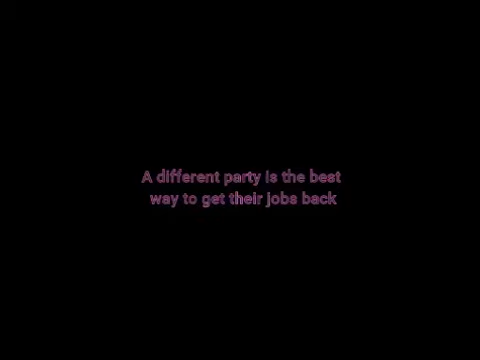 A different party is the best
way to get their jobs back